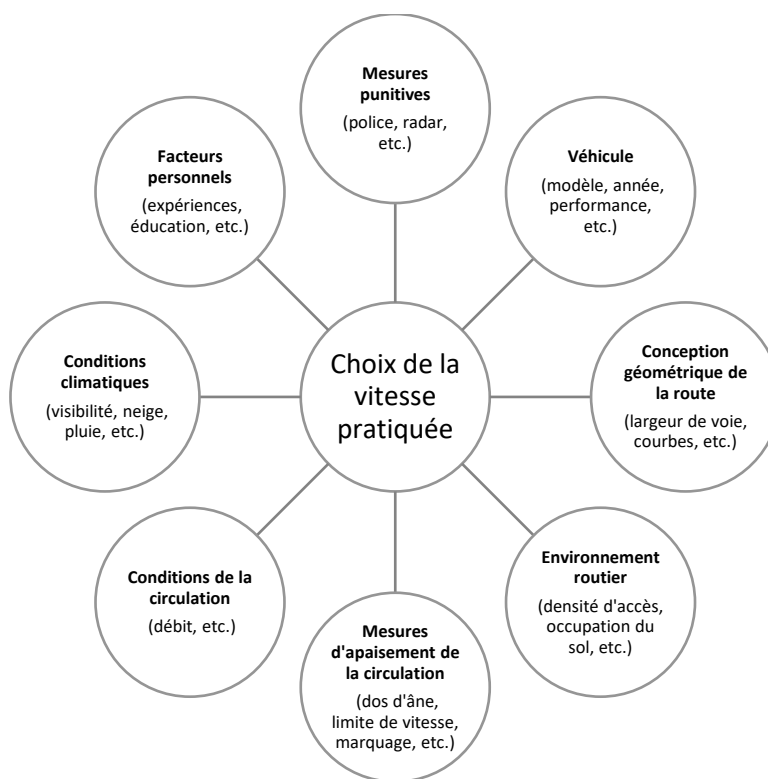 Mesures
punitives
(police, radar,
etc.)
Véhicule
(modèle, année,
performance,
etc.)
Conception
géométrique de
la route
(largeur de voie,
courbes, etc.)
Environnement
routier
(densité d'accès,
occupation du
sol, etc.)
Mesures
d'apaisement de
la circulation
(dos d'âne,
limite de vitesse,
marquage, etc.)
Conditions de la
circulation
(débit, etc.)
Conditions
climatiques
(visibilité, neige,
pluie, etc.)
Facteurs
personnels
(expériences,
éducation, etc.)
Choix de la
vitesse
pratiquée